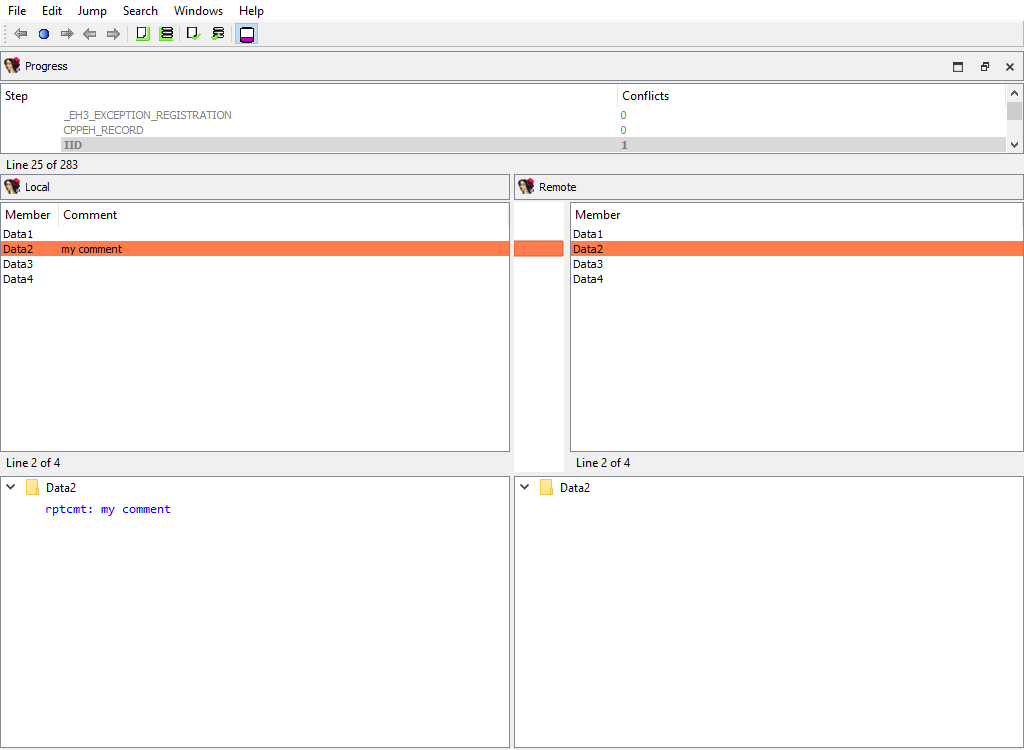 File Edit Jump Search Windows Help
Progress
Step Conflicts
_EH3_EXCEPTION_REGISTRATION 0
CPPEH_RECORD 0
IID 1
Line 25 of 283
Local Remote
Member Comment Member
Data1 Data1
Data2 my comment Data2
Data3 Data3
Data4 Data4
Line 2 of 4 Line 2 of 4
Data2 Data2
rptcmt: my comment